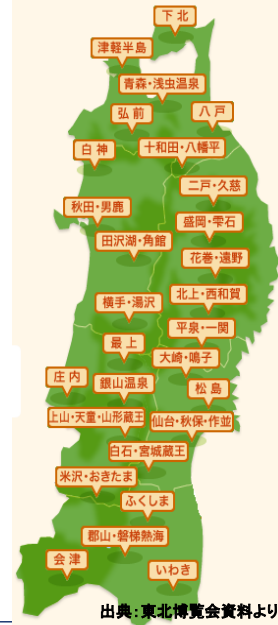 下北
津軽半島
青森・浅虫温泉
弘前
八戸
白神
十和田・八幡平
二戸・久慈
秋田・男鹿
盛岡・雫石
田沢湖・角館
花巻・遠野
北上・西和賀
横手・湯沢
平泉・一関
最上
大崎・鳴子
庄内
銀山温泉
松島
上山・天童・山形蔵王
仙台・秋保・作並
白石・宮城蔵王
米沢・おきたま
ふくしま
郡山・磐梯熱海
会津
いわき
出典：東北博覧会資料より